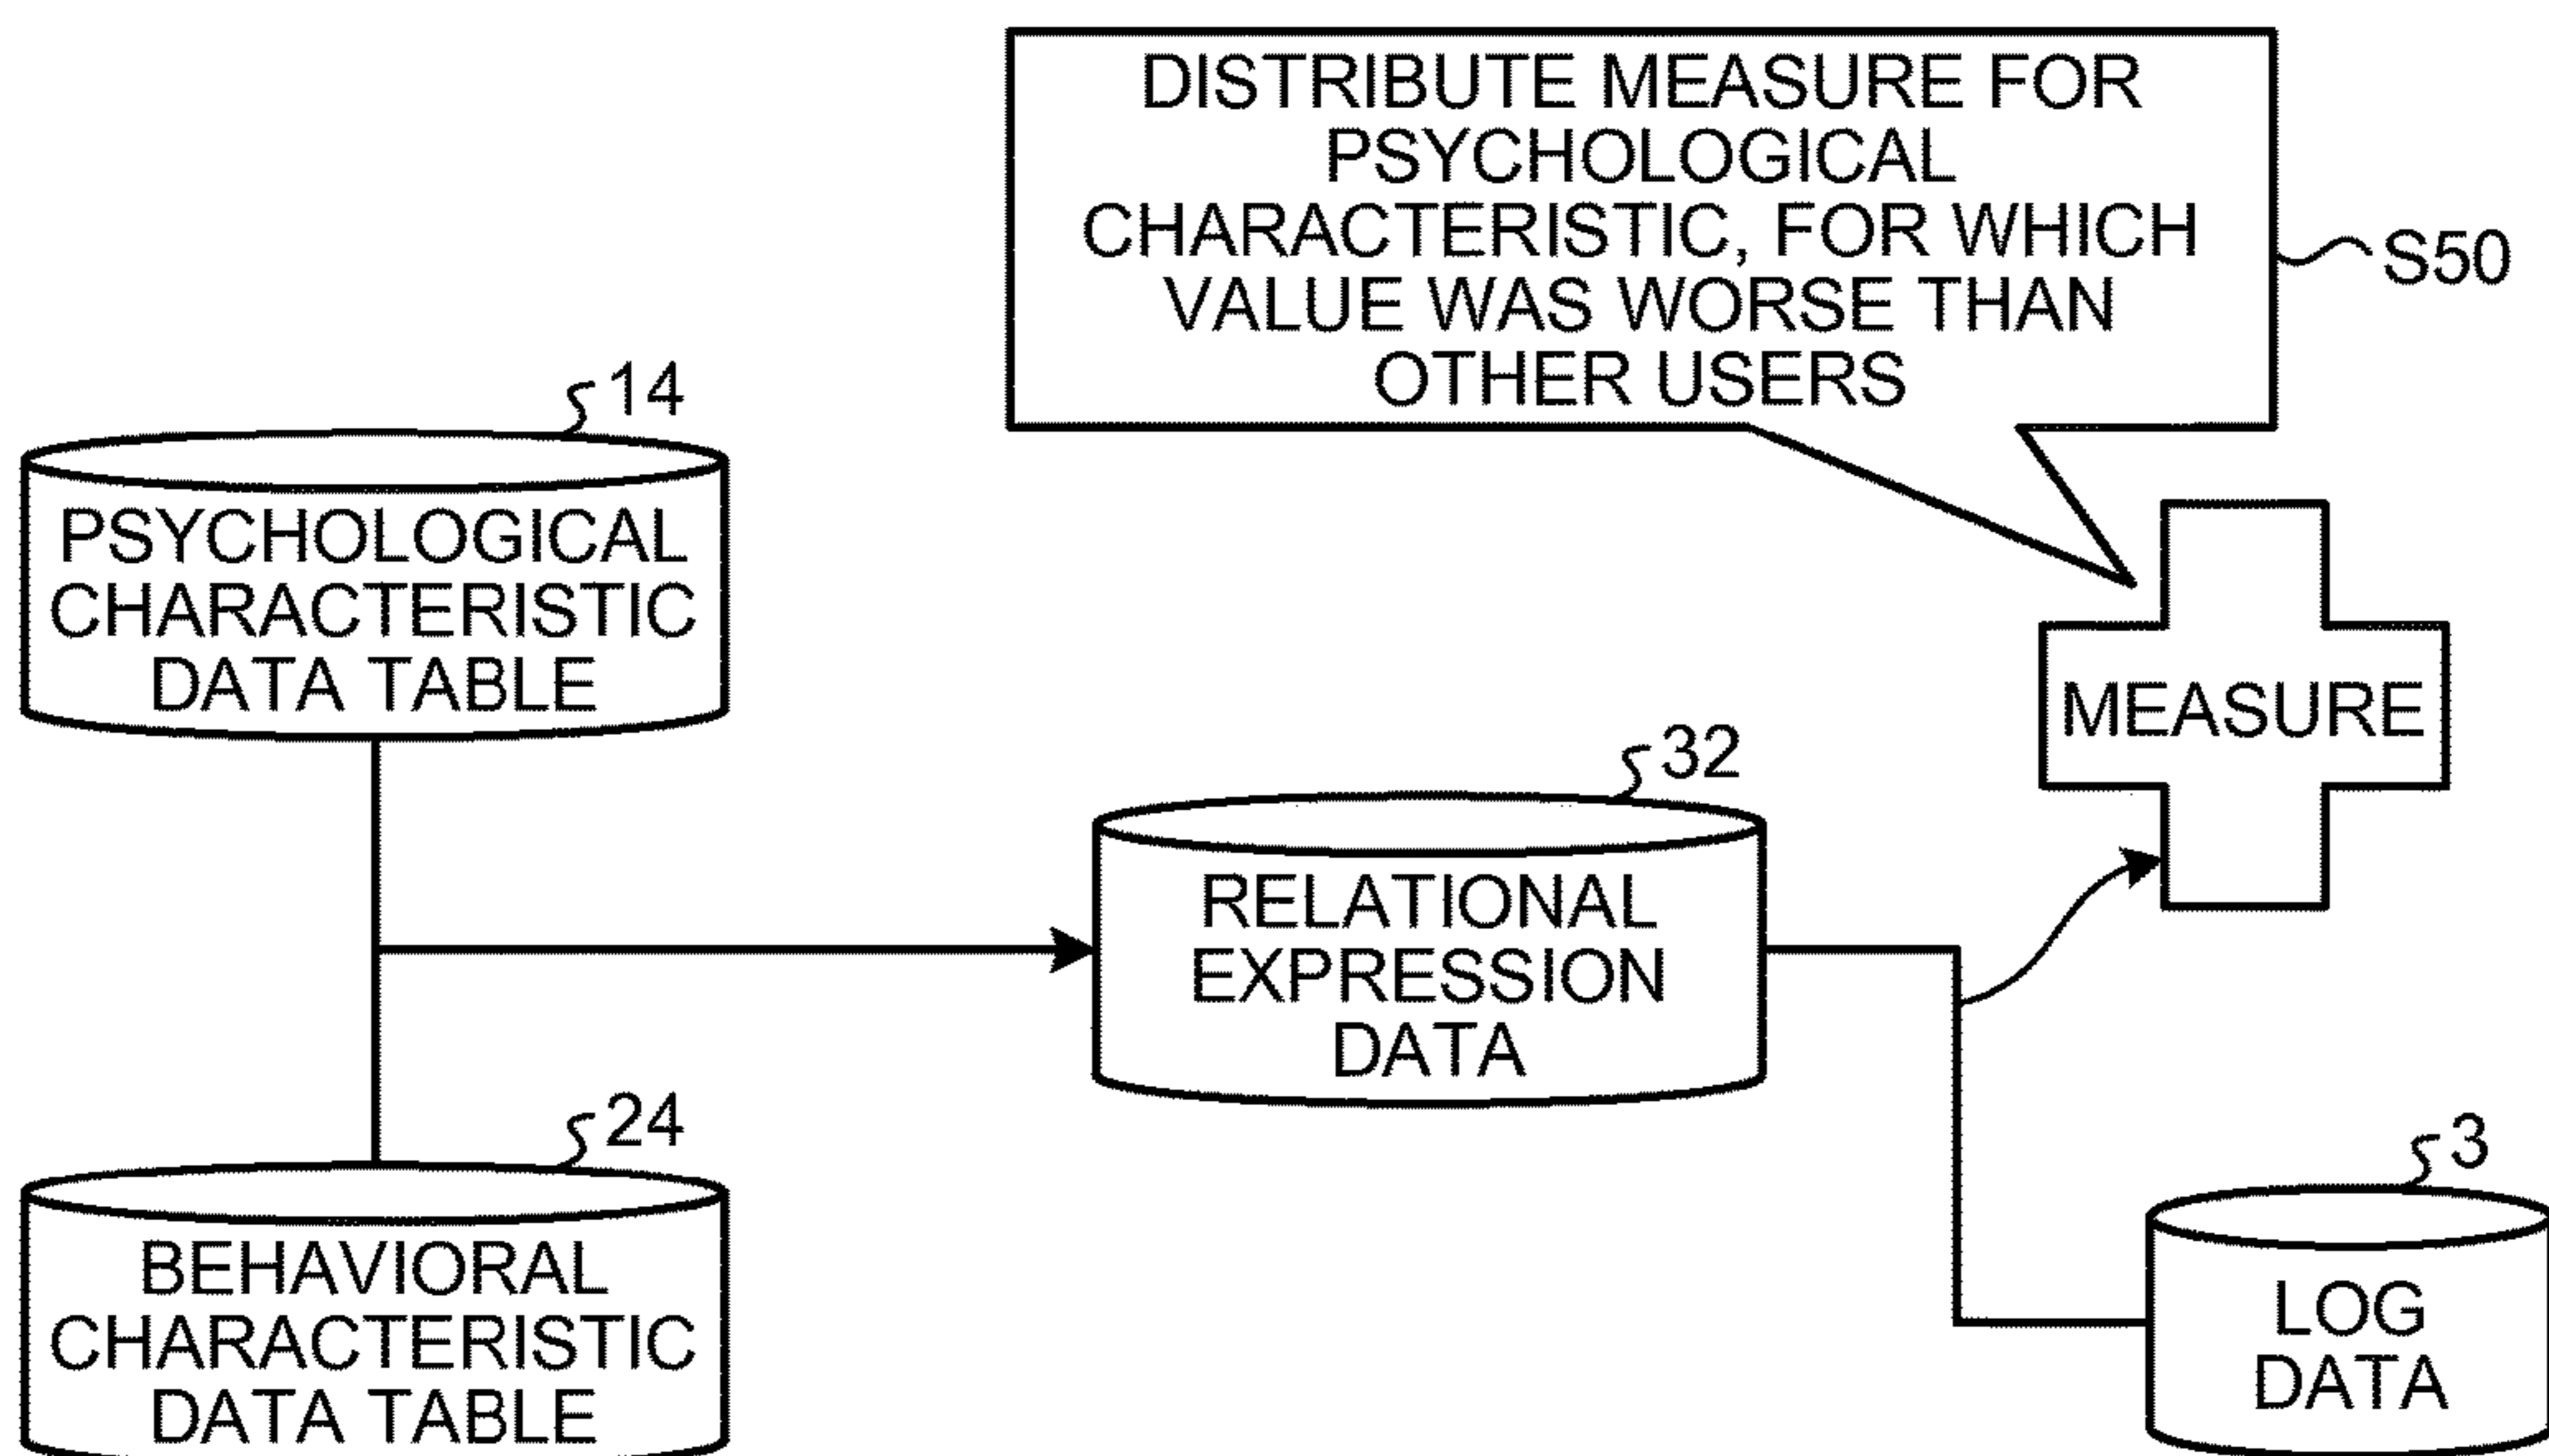 DISTRIBUTE MEASURE FOR
PSYCHOLOGICAL
CHARACTERISTIC, FOR WHICH
VALUE WAS WORSE THAN
OTHER USERS
S50
14
PSYCHOLOGICAL
CHARACTERISTIC
DATA TABLE
MEASURE
32
RELATIONAL
EXPRESSION
DATA
24
BEHAVIORAL
CHARACTERISTIC
DATA TABLE
3
LOG
DATA